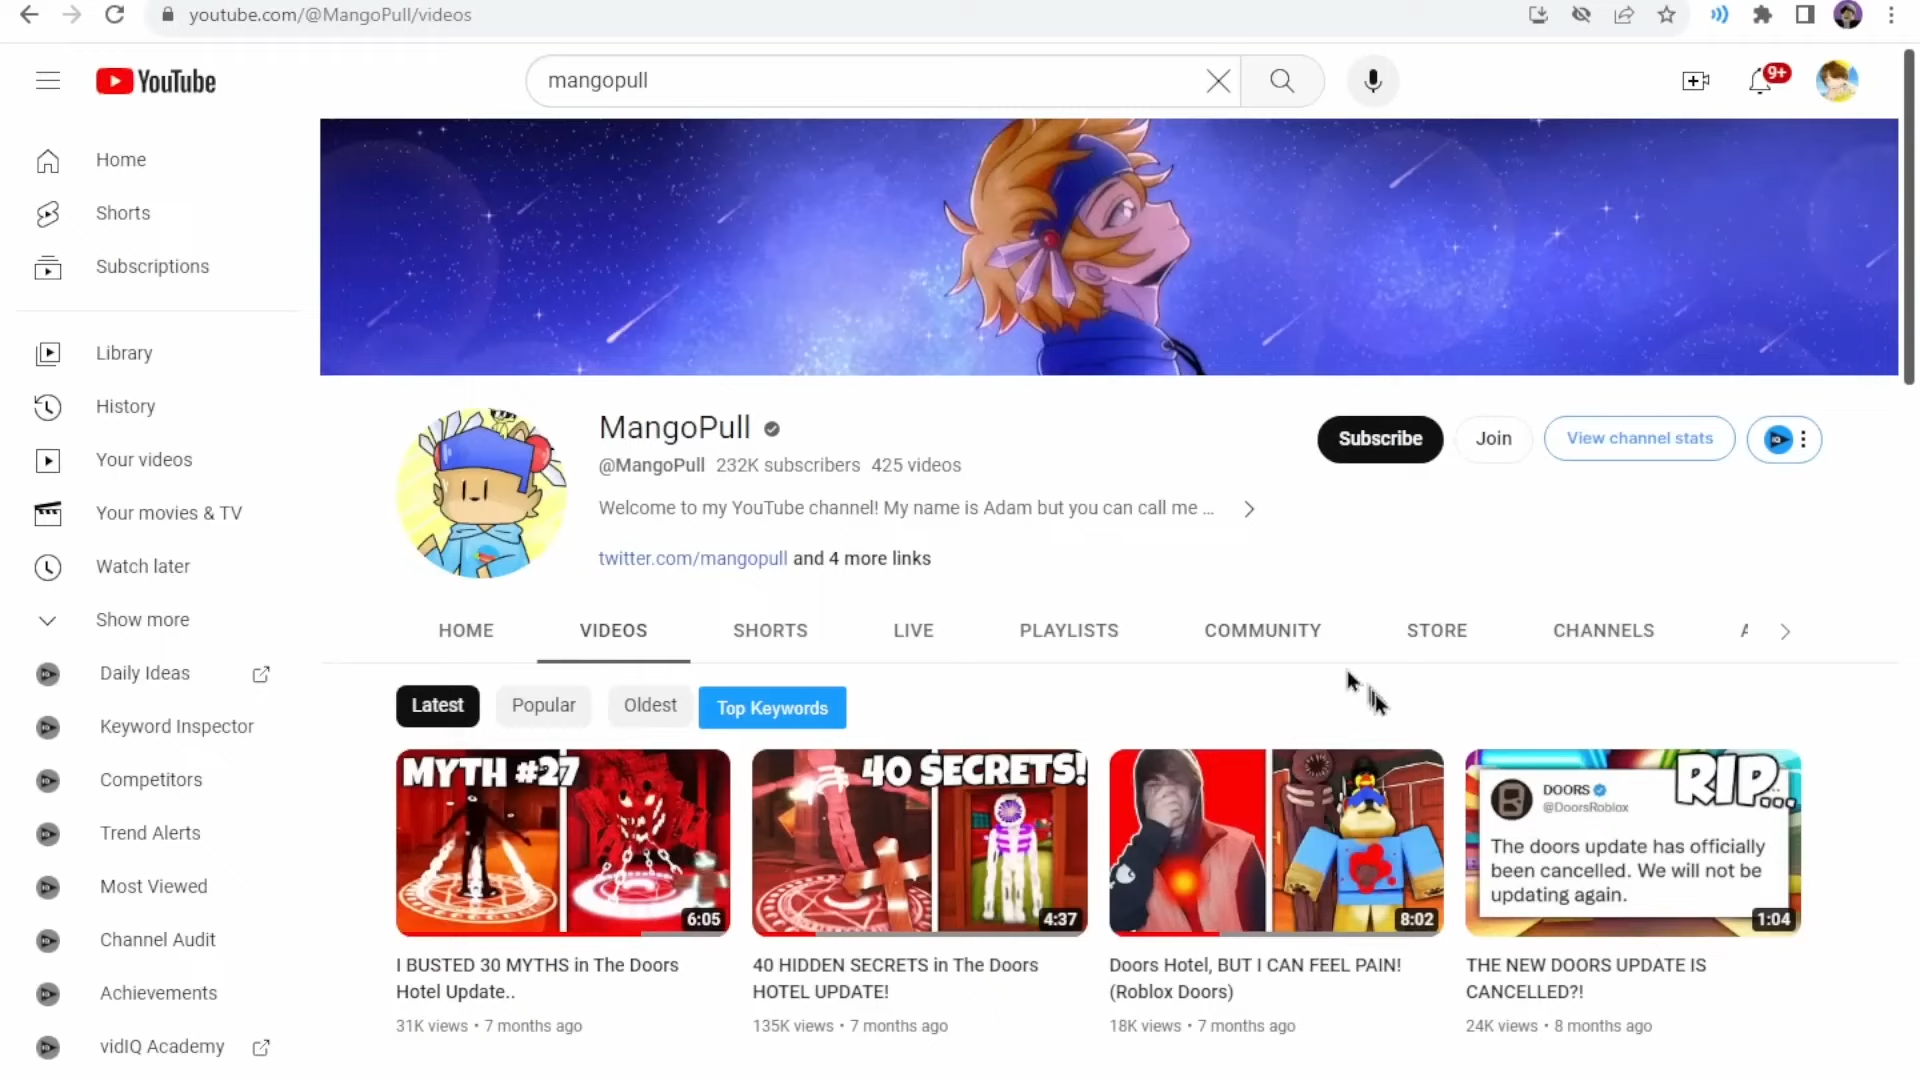 youtube.com/@MangoPull/videos
YouTube
mangopull
9+
Home
Shorts
Subscriptions
Library
History
Your videos
Your movies & TV
Watch later
Show more
Daily Ideas
Keyword Inspector
Competitors
Trend Alerts
Most Viewed
Channel Audit
Achievements
vidIQ Academy
MangoPull
@MangoPull 232K subscribers 425 videos
Welcome to my YouTube channel! My name is Adam but you can call me ...
twitter.com/mangopull and 4 more links
Subscribe
Join
View channel stats
HOME VIDEOS SHORTS LIVE PLAYLISTS COMMUNITY STORE CHANNELS
Latest Popular Oldest Top Keywords
MYTH #27
6:05
I BUSTED 30 MYTHS in The Doors
Hotel Update..
31K views • 7 months ago
40 SECRETS!
4:37
40 HIDDEN SECRETS in The Doors
HOTEL UPDATE!
135K views • 7 months ago
8:02
Doors Hotel, BUT I CAN FEEL PAIN!
(Roblox Doors)
18K views • 7 months ago
RIP...
DOORS
@DoorsRoblox
The doors update has officially
been cancelled. We will not be
updating again.
1:04
THE NEW DOORS UPDATE IS
CANCELLED?!
24K views • 8 months ago